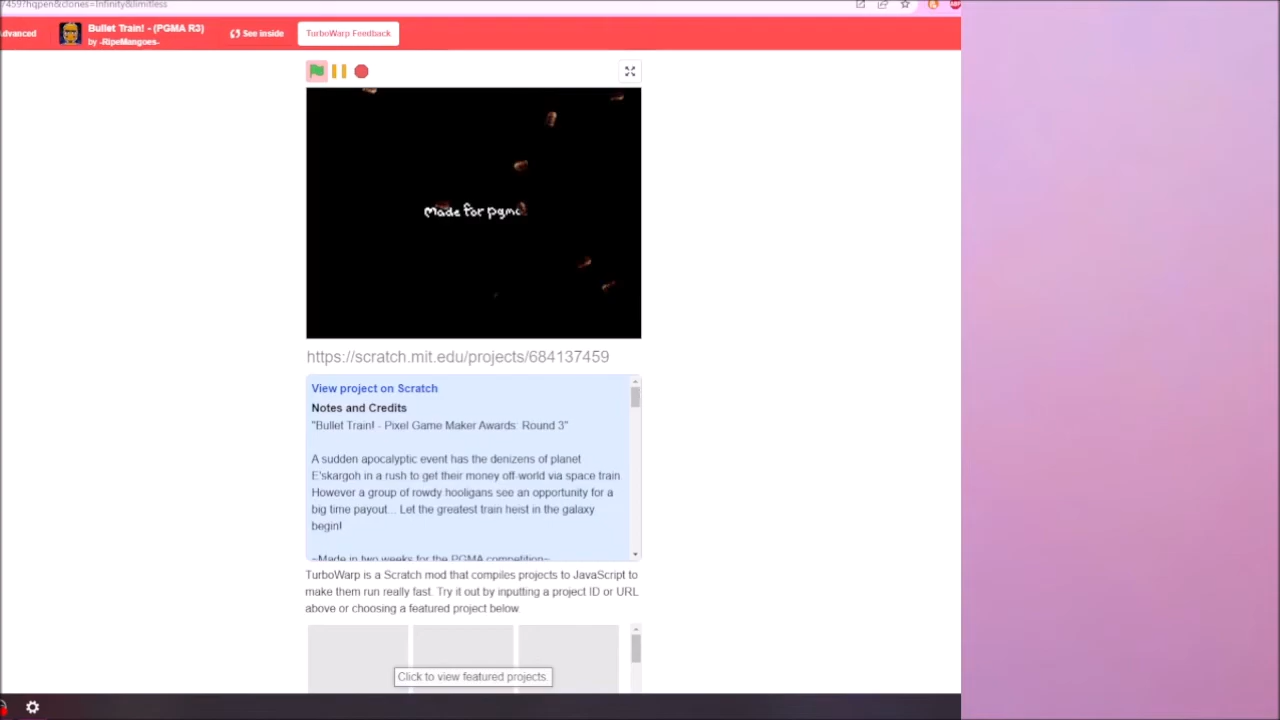 7459?hqpen&clones=Infinity&limitless
Advanced
Bullet Train! - (PGMA R3)
by -RipeMangoes-
See inside
TurboWarp Feedback
Made for pgma
https://scratch.mit.edu/projects/684137459
View project on Scratch
Notes and Credits
"Bullet Train! - Pixel Game Maker Awards: Round 3"
A sudden apocalyptic event has the denizens of planet
E'skargoh in a rush to get their money off-world via space train.
However a group of rowdy hooligans see an opportunity for a
big time payout... Let the greatest train heist in the galaxy
begin!
~Made in two weeks for the PGMA competition~
TurboWarp is a Scratch mod that compiles projects to JavaScript to
make them run really fast. Try it out by inputting a project ID or URL
above or choosing a featured project below.
Click to view featured projects.